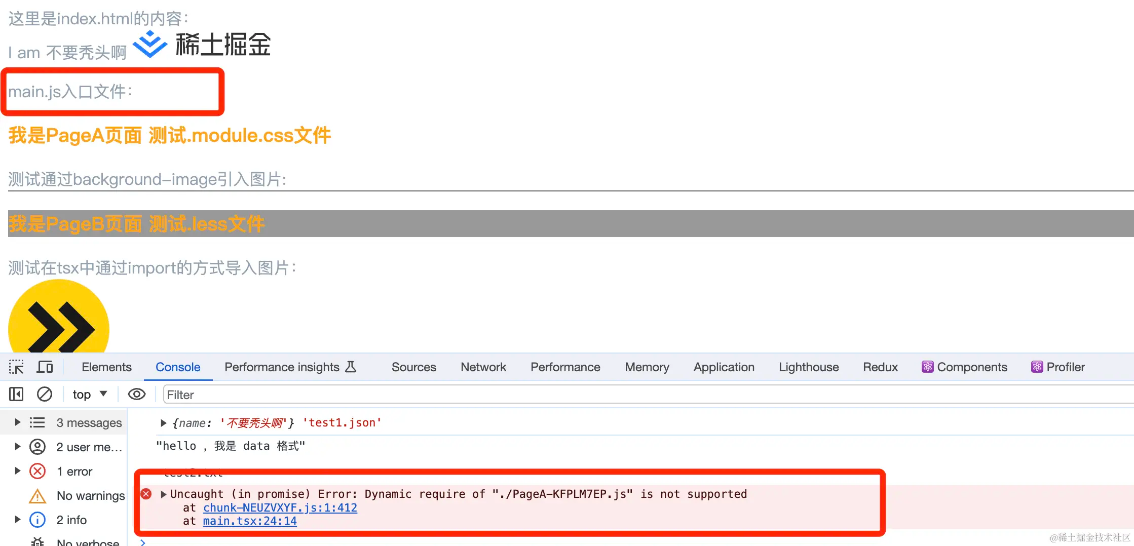 这里是index.html的内容：
I am 不要秃头啊 稀土掘金
main.js入口文件：
我是PageA页面 测试.module.css文件
测试通过background-image引入图片:
我是PageB页面 测试.less文件
测试在tsx中通过import的方式导入图片：
Elements Console Performance insights Sources Network Performance Memory Application Lighthouse Redux Components Profiler
top Filter
3 messages
{name: '不要秃头啊'} 'test1.json'
2 user me…
"hello ，我是 data 格式"
1 error
test2.txt
No warnings
Uncaught (in promise) Error: Dynamic require of "./PageA-KFPLM7EP.js" is not supported
at chunk-NEUZVXYF.js:1:412
2 info
at main.tsx:24:14
No verbose
@稀土掘金技术社区